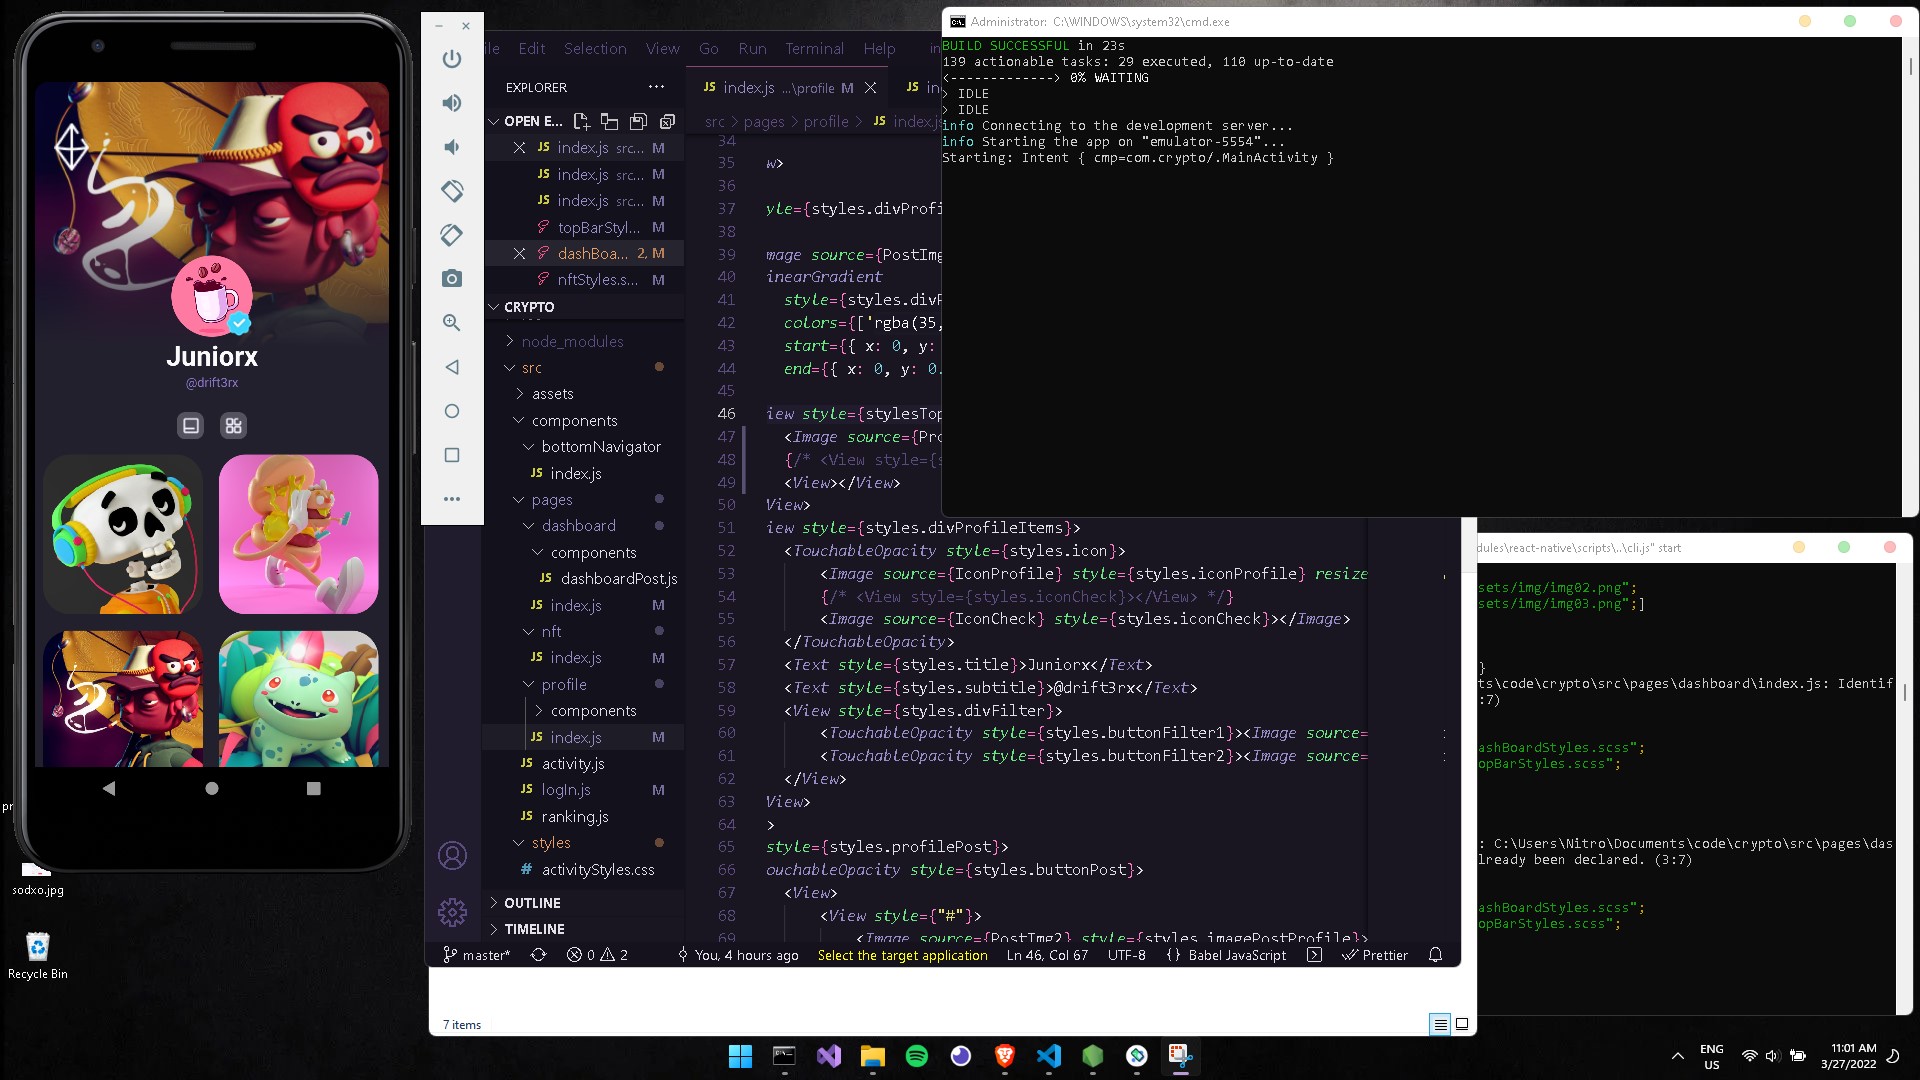 Juniorx
@drift3rx
sodxo.jpg
Recycle Bin
Edit Selection View Go Run Terminal Help
EXPLORER
OPEN E...
index.js src... M
index.js src... M
index.js src... M
topBarStyl... M
dashBoa... 2, M
nftStyles.s... M
CRYPTO
node_modules
src
assets
components
bottomNavigator
JS index.js
pages
dashboard
components
JS dashboardPost.js
JS index.js M
nft
JS index.js M
profile
components
JS index.js M
JS activity.js
JS logIn.js M
JS ranking.js
styles
# activityStyles.css
OUTLINE
TIMELINE
JS index.js ...\profile M
src > pages > profile > JS index.js
34
35 w>
36
37 yle={styles.divProfi
38
39 mage source={PostImg
40 inearGradient
41 style={styles.divP
42 colors={['rgba(35,
43 start={{ x: 0, y:
44 end={{ x: 0, y: 0.
45
46 iew style={stylesTop
47 <Image source={Pro
48 {/* <View style={s
49 <View></View>
50 View>
51 iew style={styles.divProfileItems}>
52 <TouchableOpacity style={styles.icon}>
53 <Image source={IconProfile} style={styles.iconProfile} resize
54 {/* <View style={styles.iconCheck}></View> */}
55 <Image source={IconCheck} style={styles.iconCheck}></Image>
56 </TouchableOpacity>
57 <Text style={styles.title}>Juniorx</Text>
58 <Text style={styles.subtitle}>@drift3rx</Text>
59 <View style={styles.divFilter}>
60 <TouchableOpacity style={styles.buttonFilter1}><Image source=
61 <TouchableOpacity style={styles.buttonFilter2}><Image source=
62 </View>
63 View>
64 >
65 style={styles.profilePost}>
66 ouchableOpacity style={styles.buttonPost}>
67 <View>
68 <View style={"#"}>
69 <Image source={PostImg2} style={styles.imagePostProfile}>
master* 0 2 You, 4 hours ago Select the target application Ln 46, Col 67 UTF-8 {} Babel JavaScript Prettier
7 items
Administrator: C:\WINDOWS\system32\cmd.exe
BUILD SUCCESSFUL in 23s
139 actionable tasks: 29 executed, 110 up-to-date
<-------------> 0% WAITING
> IDLE
> IDLE
info Connecting to the development server...
info Starting the app on "emulator-5554"...
Starting: Intent { cmp=com.crypto/.MainActivity }
dules\react-native\scripts\..\cli.js" start
sets/img/img02.png";
sets/img/img03.png";]
}
ts\code\crypto\src\pages\dashboard\index.js: Identif
:7)
ashBoardStyles.scss";
opBarStyles.scss";
: C:\Users\Nitro\Documents\code\crypto\src\pages\das
lready been declared. (3:7)
ashBoardStyles.scss";
opBarStyles.scss";
ENG
US
11:01 AM
3/27/2022